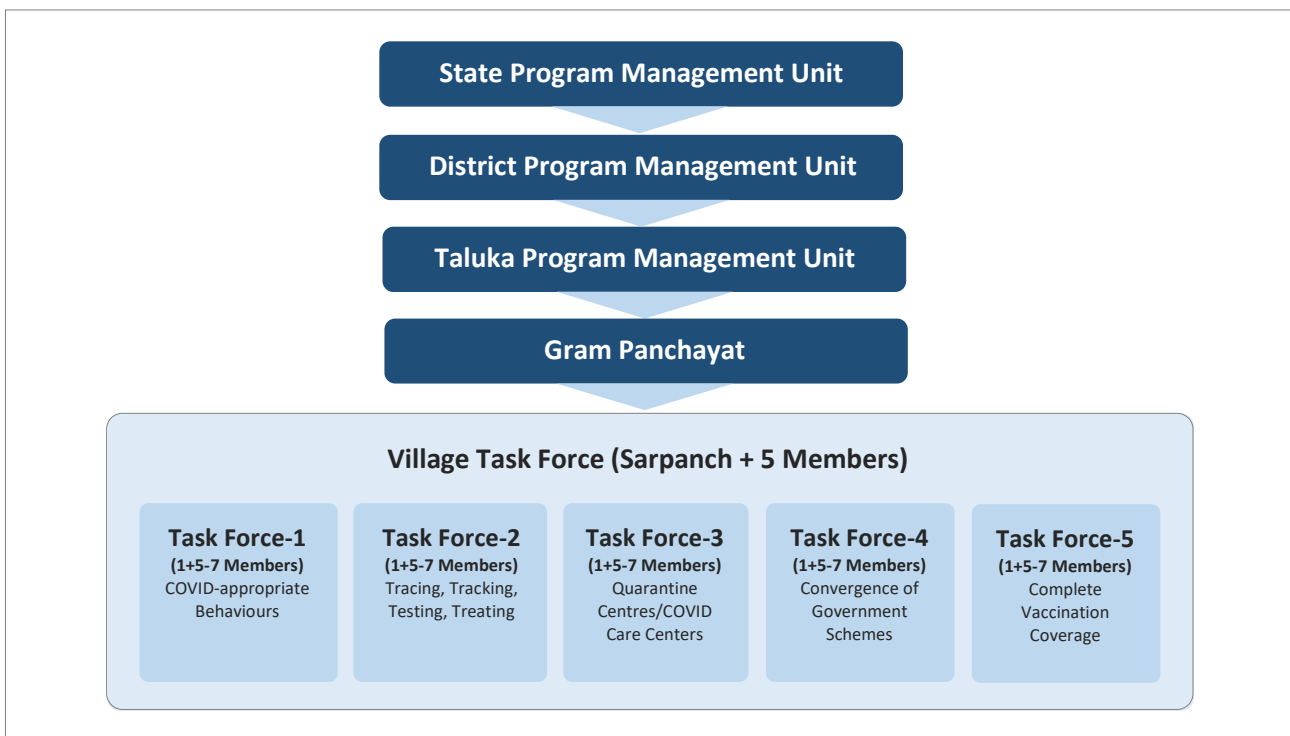 State Program Management Unit
District Program Management Unit
Taluka Program Management Unit
Gram Panchayat
Village Task Force (Sarpanch + 5 Members)
Task Force-1
(1+5-7 Members)
COVID-appropriate
Behaviours
Task Force-2
(1+5-7 Members)
Tracing, Tracking,
Testing, Treating
Task Force-3
(1+5-7 Members)
Quarantine
Centres/COVID
Care Centers
Task Force-4
(1+5-7 Members)
Convergence of
Government
Schemes
Task Force-5
(1+5-7 Members)
Complete
Vaccination
Coverage